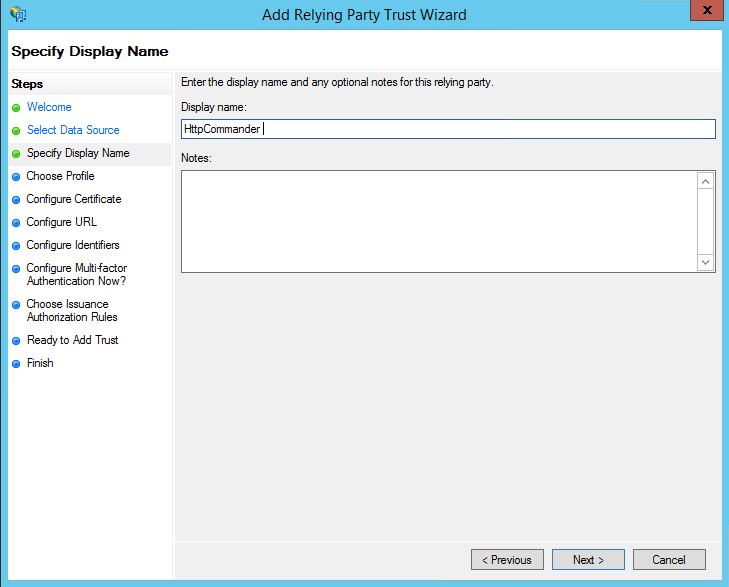 Add Relying Party Trust Wizard
x
Specify Display Name
Steps
Welcome
Select Data Source
Specify Display Name
Choose Profile
Configure Certificate
Configure URL
Configure Identifiers
Configure Multi-factor
Authentication Now?
Choose Issuance
Authorization Rules
Ready to Add Trust
Finish
Enter the display name and any optional notes for this relying party.
Display name:
HttpCommander
Notes:
< Previous
Next >
Cancel